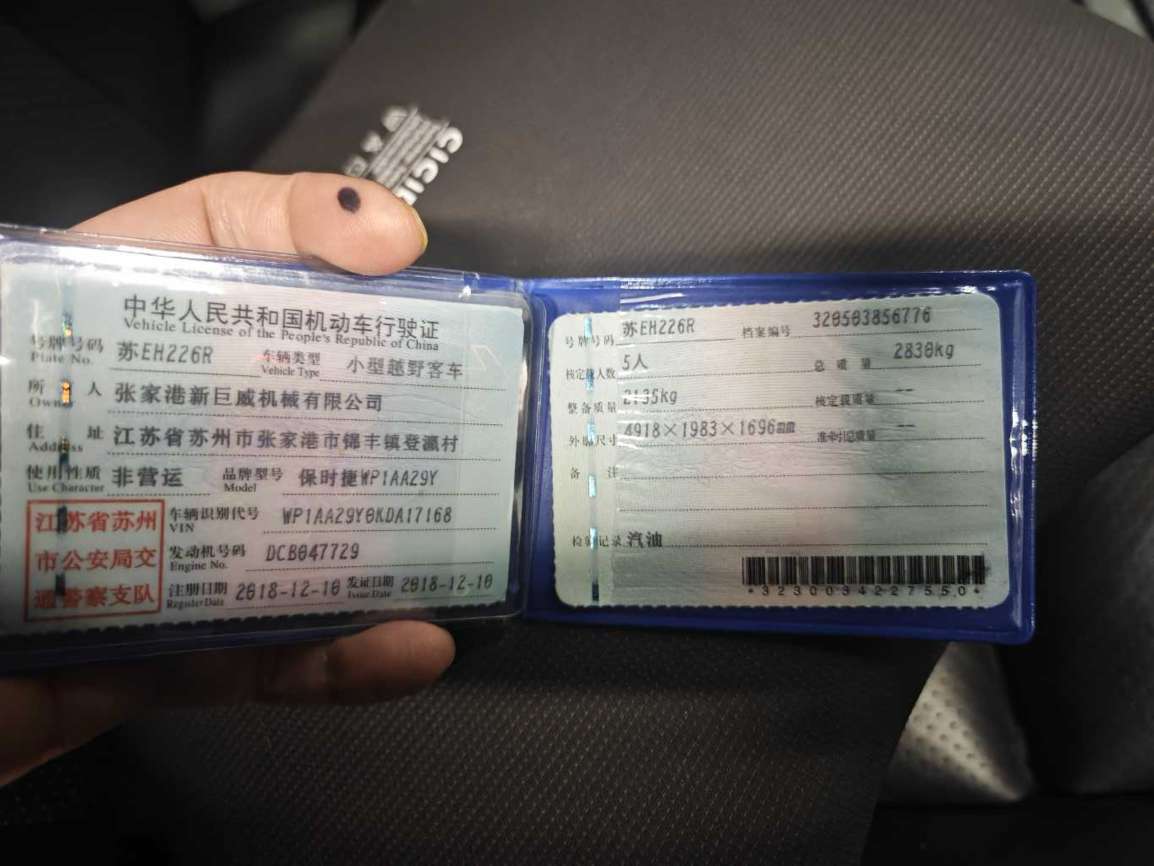 中华人民共和国机动车行驶证
Vehicle License of the People's Republic of China
号牌号码 苏EH226R 车辆类型 小型越野客车
Plate No. Vehicle Type
所有人 张家港新巨威机械有限公司
Owner
住址 江苏省苏州市张家港市锦丰镇登瀛村
Address
使用性质 非营运 品牌型号 保时捷WP1AA29Y
Use Character Model
江苏省苏州
市公安局交
通警察支队
车辆识别代号 WP1AA29Y0KDA17168
VIN
发动机号码 DCB047729
Engine No.
注册日期 2018-12-10 发证日期 2018-12-10
Register Date Issue Date
号牌号码 苏EH226R 档案编号 320503856776
核定载人数 5人 总质量 2830kg
整备质量 2135kg 核定载质量 --
外廓尺寸 4918×1983×1696mm 准牵引总质量 --
备注
检验记录 汽油
*3230034227550*